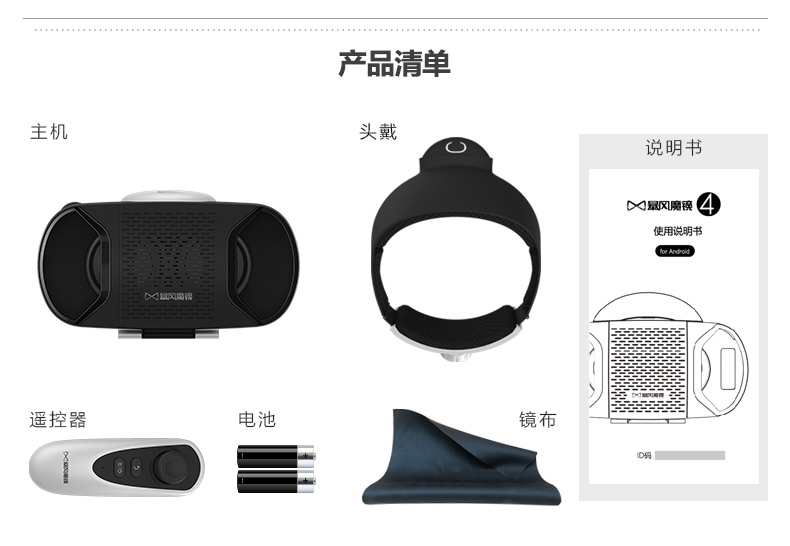 产品清单
主机
头戴
说明书
暴风魔镜 4
使用说明书
for Android
暴风魔镜
暴风魔镜
ID码
遥控器
电池
镜布
暴风魔镜